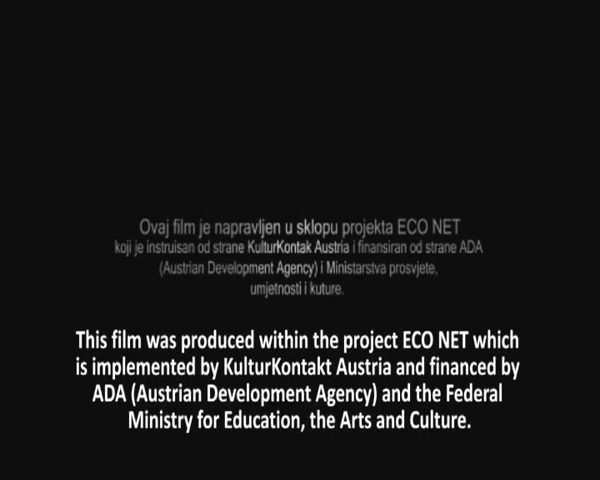 Ovaj film je napravljen u sklopu projekta ECO NET
koji je instruisan od strane KulturKontak Austria i finansiran od strane ADA
(Austrian Development Agency) i Ministarstva prosvjete,
umjetnosti i kuture.
This film was produced within the project ECO NET which
is implemented by KulturKontakt Austria and financed by
ADA (Austrian Development Agency) and the Federal
Ministry for Education, the Arts and Culture.